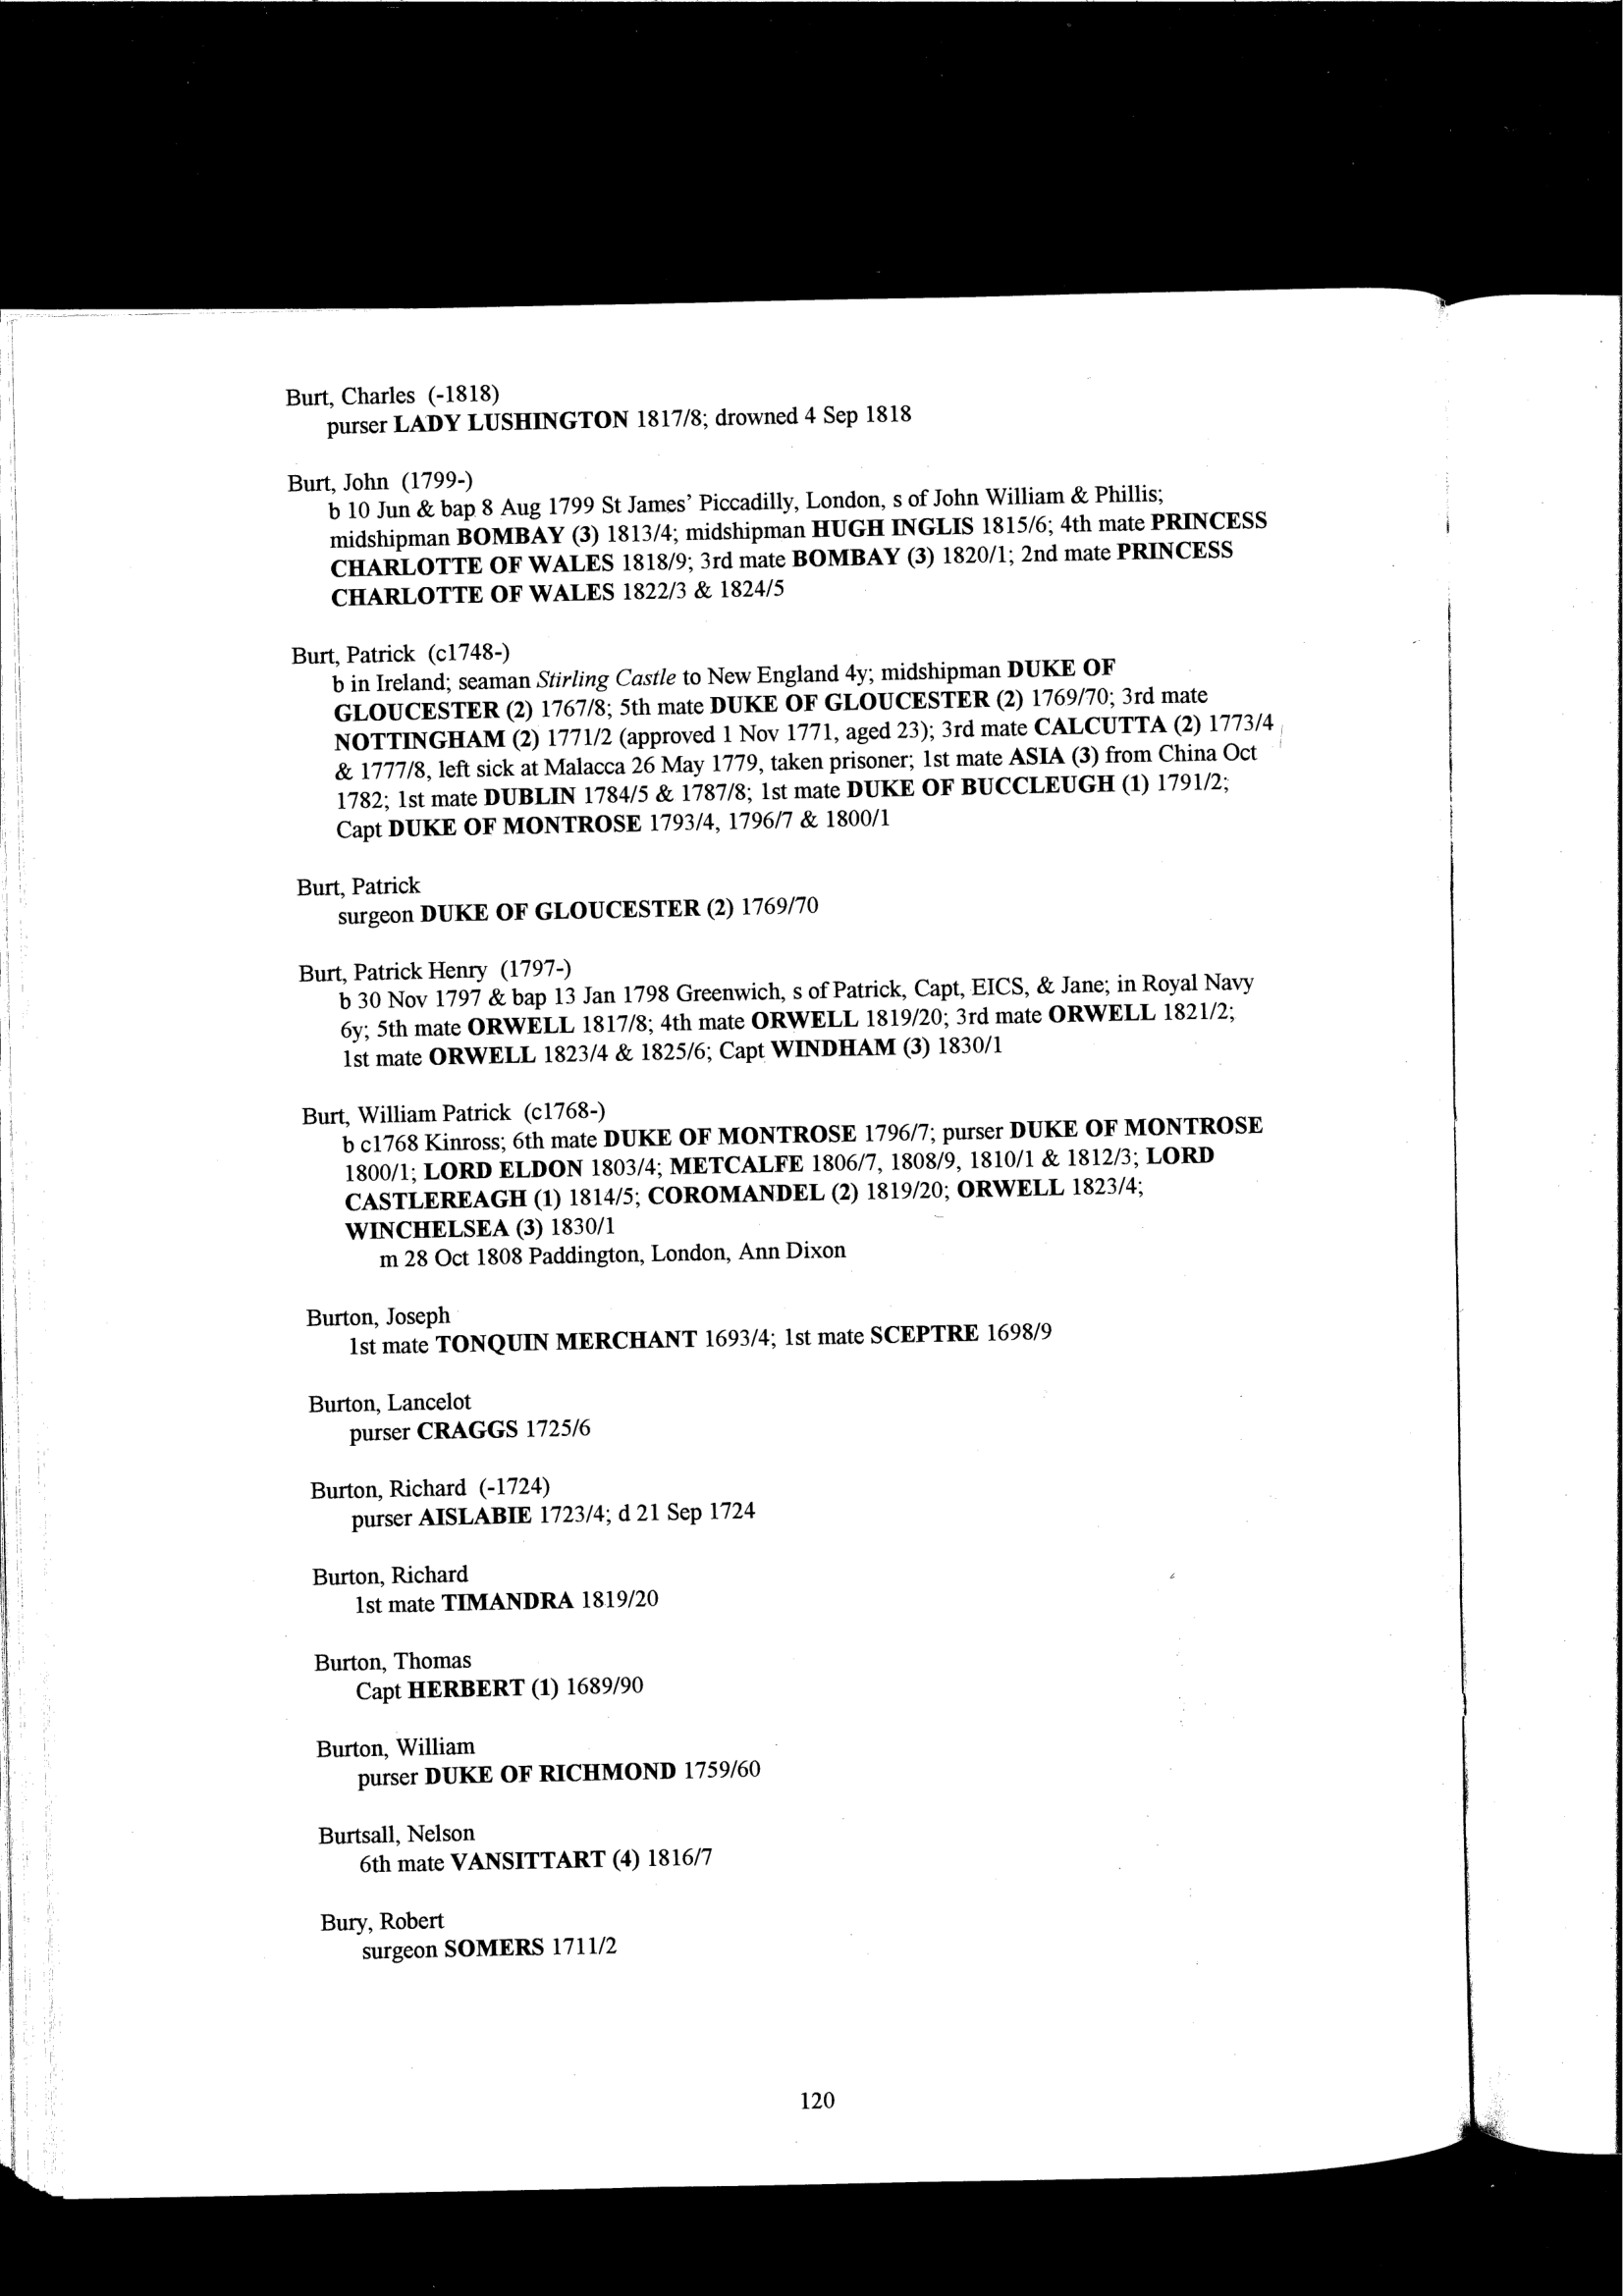 Burt, Charles (-1818)
purser LADY LUSHINGTON 1817/8; drowned 4 Sep 1818
Burt, John (1799-)
b 10 Jun & bap 8 Aug 1799 St James' Piccadilly, London, s of John William & Phillis;
midshipman BOMBAY (3) 1813/4; midshipman HUGH INGLIS 1815/6; 4th mate PRINCESS
CHARLOTTE OF WALES 1818/9; 3rd mate BOMBAY (3) 1820/1; 2nd mate PRINCESS
CHARLOTTE OF WALES 1822/3 & 1824/5
Burt, Patrick (c1748-)
b in Ireland; seaman Stirling Castle to New England 4y; midshipman DUKE OF
GLOUCESTER (2) 1767/8; 5th mate DUKE OF GLOUCESTER (2) 1769/70; 3rd mate
NOTTINGHAM (2) 1771/2 (approved 1 Nov 1771, aged 23); 3rd mate CALCUTTA (2) 1773/4
& 1777/8, left sick at Malacca 26 May 1779, taken prisoner; 1st mate ASIA (3) from China Oct
1782; 1st mate DUBLIN 1784/5 & 1787/8; 1st mate DUKE OF BUCCLEUGH (1) 1791/2;
Capt DUKE OF MONTROSE 1793/4, 1796/7 & 1800/1
Burt, Patrick
surgeon DUKE OF GLOUCESTER (2) 1769/70
Burt, Patrick Henry (1797-)
b 30 Nov 1797 & bap 13 Jan 1798 Greenwich, s of Patrick, Capt, EICS, & Jane; in Royal Navy
6y; 5th mate ORWELL 1817/8; 4th mate ORWELL 1819/20; 3rd mate ORWELL 1821/2;
1st mate ORWELL 1823/4 & 1825/6; Capt WINDHAM (3) 1830/1
Burt, William Patrick (c1768-)
b c1768 Kinross; 6th mate DUKE OF MONTROSE 1796/7; purser DUKE OF MONTROSE
1800/1; LORD ELDON 1803/4; METCALFE 1806/7, 1808/9, 1810/1 & 1812/3; LORD
CASTLEREAGH (1) 1814/5; COROMANDEL (2) 1819/20; ORWELL 1823/4;
WINCHELSEA (3) 1830/1
m 28 Oct 1808 Paddington, London, Ann Dixon
Burton, Joseph
1st mate TONQUIN MERCHANT 1693/4; 1st mate SCEPTRE 1698/9
Burton, Lancelot
purser CRAGGS 1725/6
Burton, Richard (-1724)
purser AISLABIE 1723/4; d 21 Sep 1724
Burton, Richard
1st mate TIMANDRA 1819/20
Burton, Thomas
Capt HERBERT (1) 1689/90
Burton, William
purser DUKE OF RICHMOND 1759/60
Burtsall, Nelson
6th mate VANSITTART (4) 1816/7
Bury, Robert
surgeon SOMERS 1711/2
120